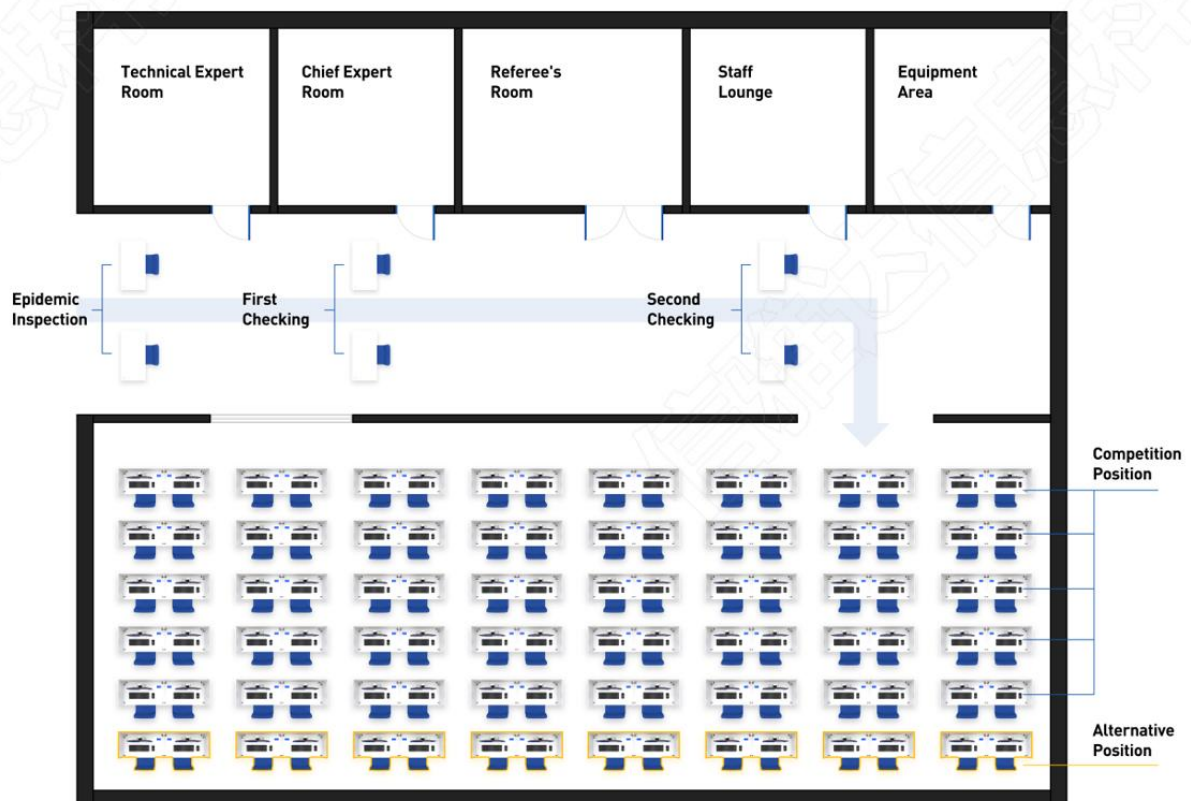 Technical Expert
Room
Chief Expert
Room
Referee's
Room
Staff
Lounge
Equipment
Area
Epidemic
Inspection
First
Checking
Second
Checking
Competition
Position
Alternative
Position